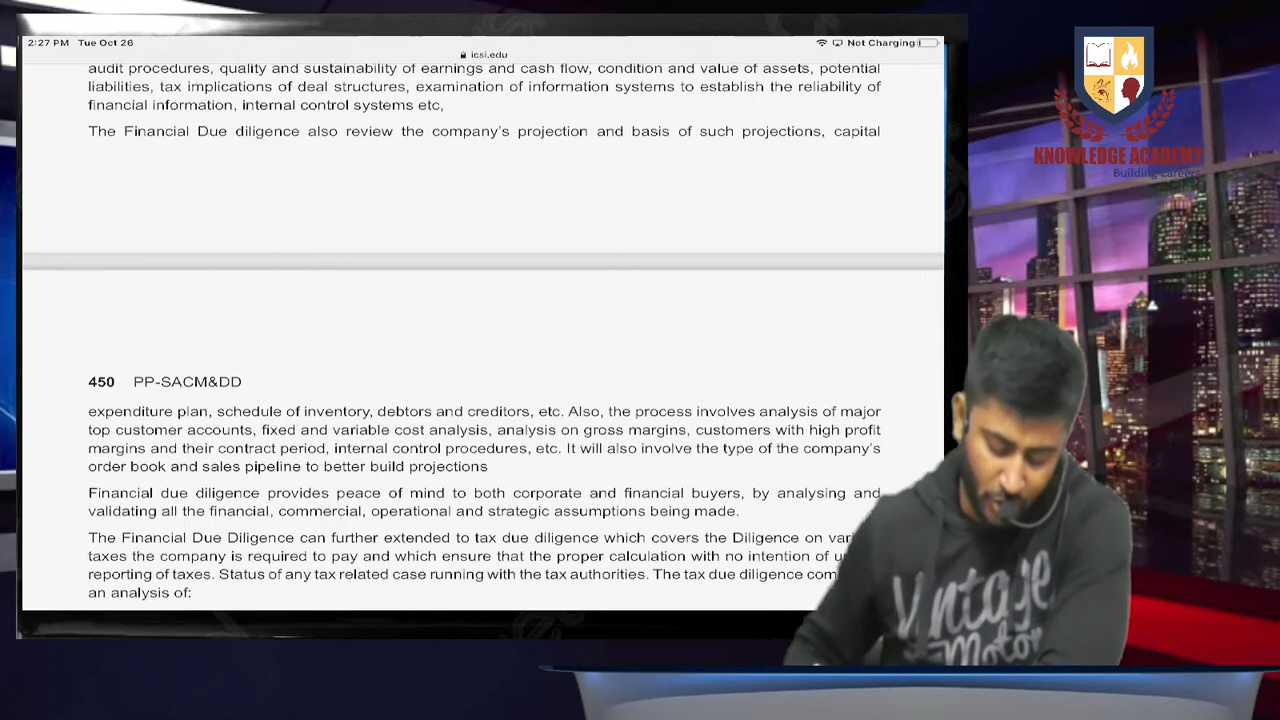 2:27 PM Tue Oct 26
Not Charging
icsi.edu
audit procedures, quality and sustainability earnings and cash flow, condition and value of assets, potential
liabilities, tax implications of deal structures, examination of information systems to establish the reliability of
financial information, internal control systems etc,
The Financial Due diligence also review the company's projection and basis of such projections, capital
KNOWLEDGE ACADEMY
Building Careers
450 PP-SACM&DD
expenditure plan, schedule of inventory, debtors and creditors, etc. Also, the process involves analysis of major
top customer accounts, fixed and variable cost analysis, analysis on gross margins, customers with high profit
margins and their contract period, internal control procedures, etc. It will also involve the type of the company's
order book and sales pipeline to better build projections
Financial due diligence provides peace of mind to both corporate and financial buyers, by analysing and
validating all the financial, commercial, operational and strategic assumptions being made.
The Financial Due Diligence can further extended to tax due diligence which covers the Diligence on
taxes the company is required to pay and which ensure that the proper calculation with no intention of
reporting of taxes. Status of any tax related case running with the tax authorities. The tax due diligence
an analysis of:
Vintage
Motor